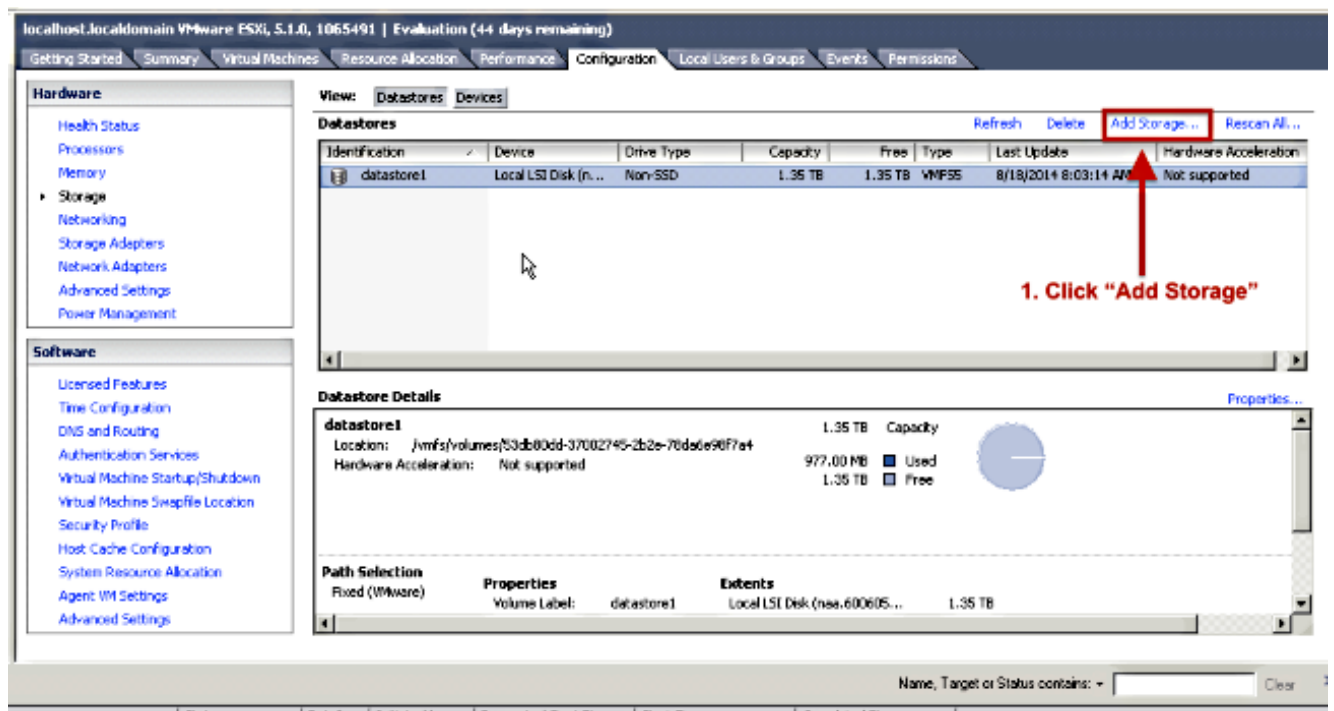 localhost.localdomain VMware ESXi, 5.1.0, 1065491 | Evaluation (44 days remaining)
Getting Started Summary Virtual Machines Resource Allocation Performance Configuration Local Users & Groups Events Permissions
Hardware
Health Status
Processors
Memory
Storage
Networking
Storage Adapters
Network Adapters
Advanced Settings
Power Management
Software
Licensed Features
Time Configuration
DNS and Routing
Authentication Services
Virtual Machine Startup/Shutdown
Virtual Machine Swapfile Location
Security Profile
Host Cache Configuration
System Resource Allocation
Agent VM Settings
Advanced Settings
View: Datastores Devices
Datastores Refresh Delete Add Storage... Rescan All...
Identification Device Drive Type Capacity Free Type Last Update Hardware Acceleration
datastore1 Local LSI Disk (n... Non-SSD 1.35 TB 1.35 TB VMFS5 8/18/2014 8:03:14 AM Not supported
1. Click “Add Storage”
Datastore Details Properties...
datastore1 1.35 TB Capacity
Location: /vmfs/volumes/53db80dd-37002745-2b2e-78da6e98f7a4
Hardware Acceleration: Not supported 977.00 MB Used
1.35 TB Free
Path Selection Properties Extents
Fixed (VMware) Volume Label: datastore1 Local LSI Disk (naa.600605... 1.35 TB
Name, Target or Status contains: Clear